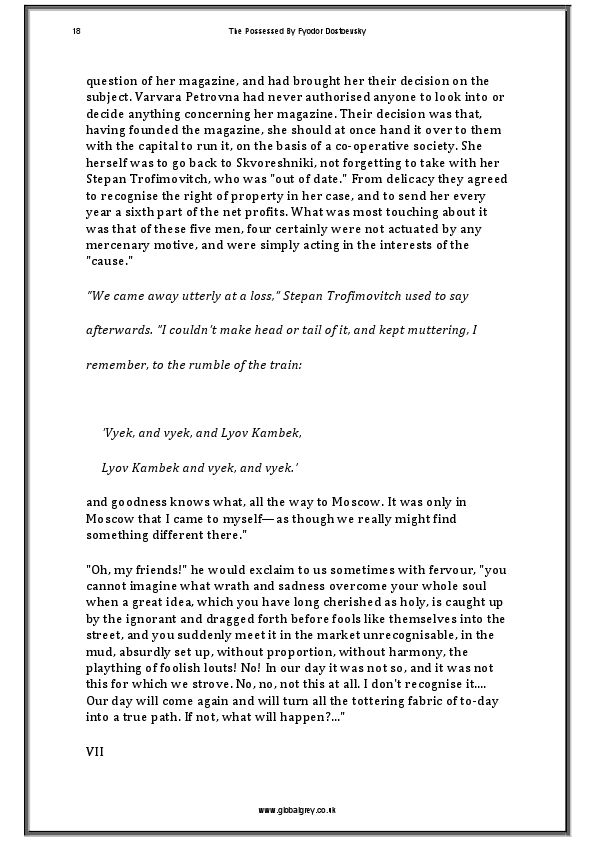 18
The Possessed By Fyodor Dostoevsky
question of her magazine, and had brought her their decision on the
subject. Varvara Petrovna had never authorised anyone to look into or
decide anything concerning her magazine. Their decision was that,
having founded the magazine, she should at once hand it over to them
with the capital to run it, on the basis of a co-operative society. She
herself was to go back to Skvoreshniki, not forgetting to take with her
Stepan Trofimovitch, who was "out of date." From delicacy they agreed
to recognise the right of property in her case, and to send her every
year a sixth part of the net profits. What was most touching about it
was that of these five men, four certainly were not actuated by any
mercenary motive, and were simply acting in the interests of the
"cause."
"We came away utterly at a loss," Stepan Trofimovitch used to say
afterwards. "I couldn't make head or tail of it, and kept muttering, I
remember, to the rumble of the train:
'Vyek, and vyek, and Lyov Kambek,
Lyov Kambek and vyek, and vyek.'
and goodness knows what, all the way to Moscow. It was only in
Moscow that I came to myself—as though we really might find
something different there."
"Oh, my friends!" he would exclaim to us sometimes with fervour, "you
cannot imagine what wrath and sadness overcome your whole soul
when a great idea, which you have long cherished as holy, is caught up
by the ignorant and dragged forth before fools like themselves into the
street, and you suddenly meet it in the market unrecognisable, in the
mud, absurdly set up, without proportion, without harmony, the
plaything of foolish louts! No! In our day it was not so, and it was not
this for which we strove. No, no, not this at all. I don't recognise it....
Our day will come again and will turn all the tottering fabric of to-day
into a true path. If not, what will happen?..."
VII
www.globalgrey.co.uk